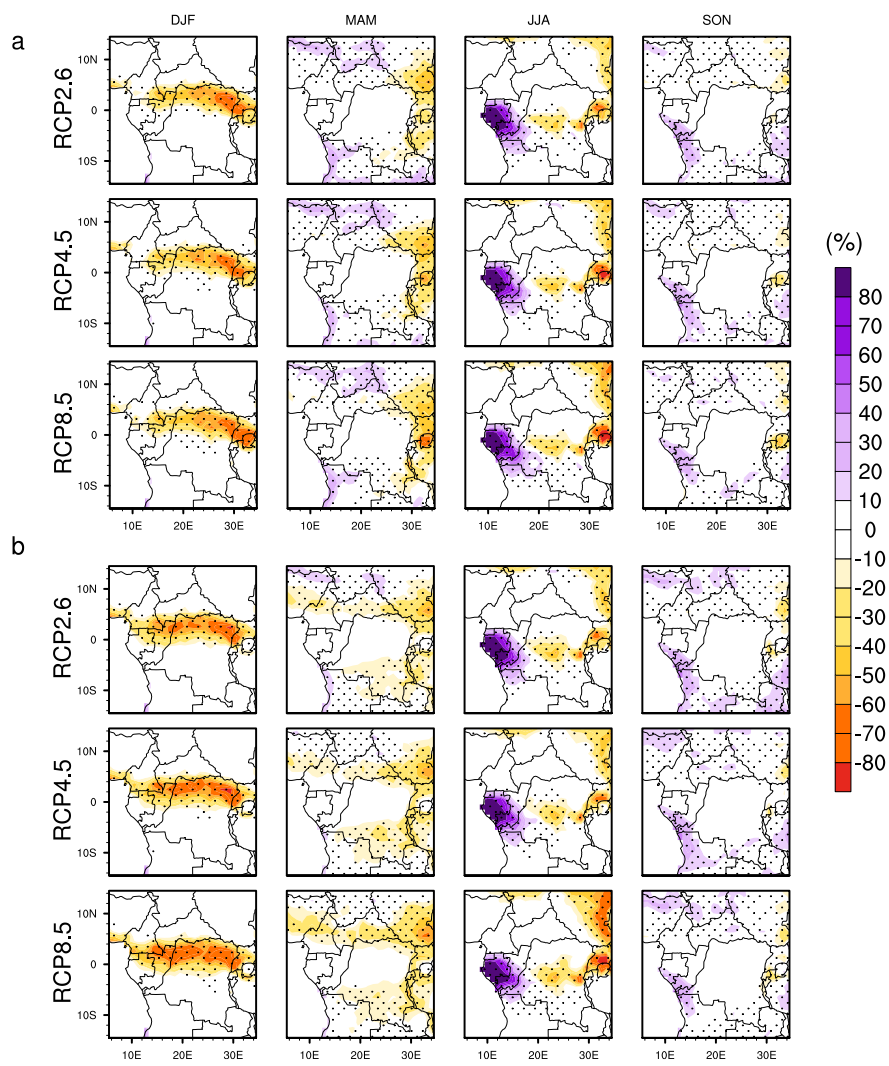 DJF MAM JJA SON
a
RCP2.6
10N
0
10S
RCP4.5
10N
0
10S
RCP8.5
10N
0
10S
10E 20E 30E 10E 20E 30E 10E 20E 30E 10E 20E 30E
b
RCP2.6
10N
0
10S
RCP4.5
10N
0
10S
RCP8.5
10N
0
10S
10E 20E 30E 10E 20E 30E 10E 20E 30E 10E 20E 30E
(%)
80
70
60
50
40
30
20
10
0
-10
-20
-30
-40
-50
-60
-70
-80